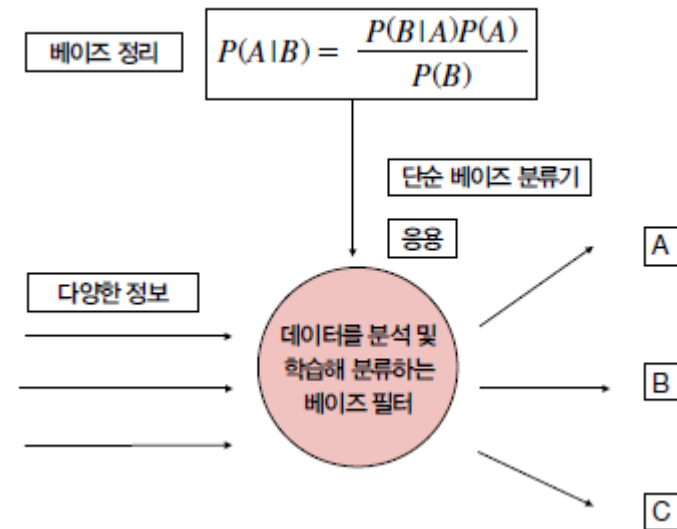 베이즈 정리
P(A|B) = P(B|A)P(A) / P(B)
단순 베이즈 분류기
응용
다양한 정보
데이터를 분석 및
학습해 분류하는
베이즈 필터
A
B
C